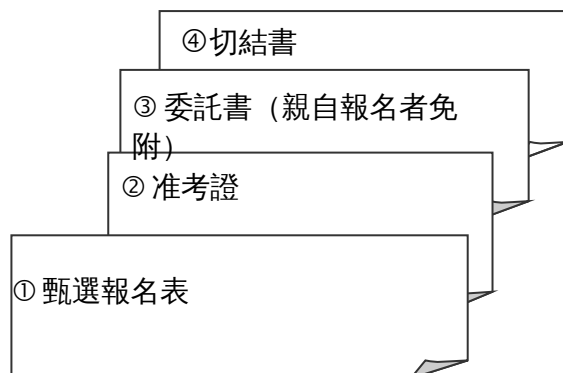 ④切結書
③ 委託書（親自報名者免
附）
② 准考證
① 甄選報名表